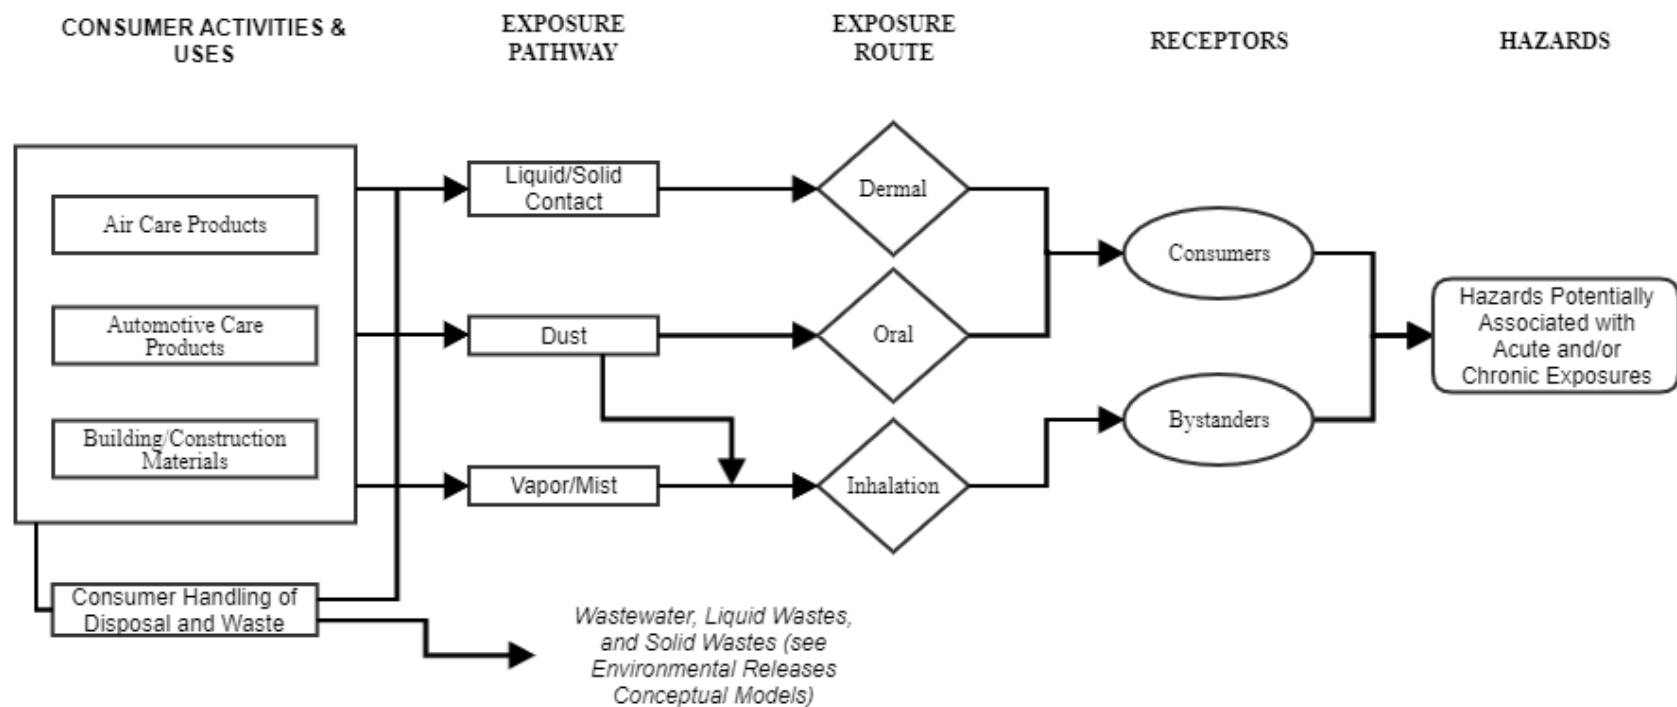 CONSUMER ACTIVITIES &
USES
EXPOSURE
PATHWAY
EXPOSURE
ROUTE
RECEPTORS
HAZARDS
Air Care Products
Automotive Care
Products
Building/Construction
Materials
Consumer Handling of
Disposal and Waste
Liquid/Solid
Contact
Dust
Vapor/Mist
Wastewater, Liquid Wastes,
and Solid Wastes (see
Environmental Releases
Conceptual Models)
Dermal
Oral
Inhalation
Consumers
Bystanders
Hazards Potentially
Associated with
Acute and/or
Chronic Exposures